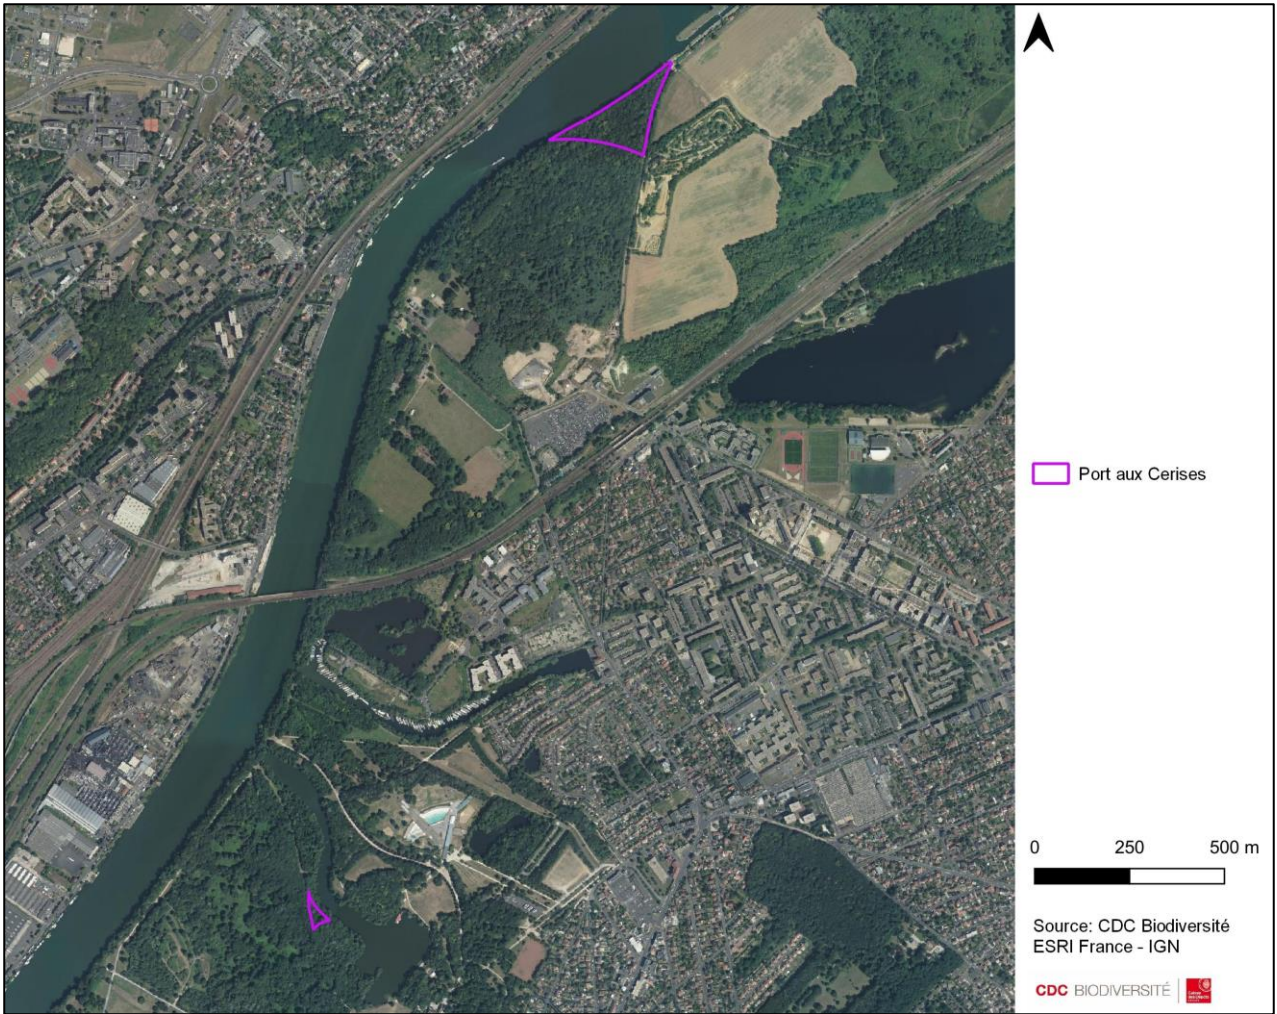 Port aux Cerises
0 250 500 m
Source: CDC Biodiversité
ESRI France - IGN
CDC BIODIVERSITÉ